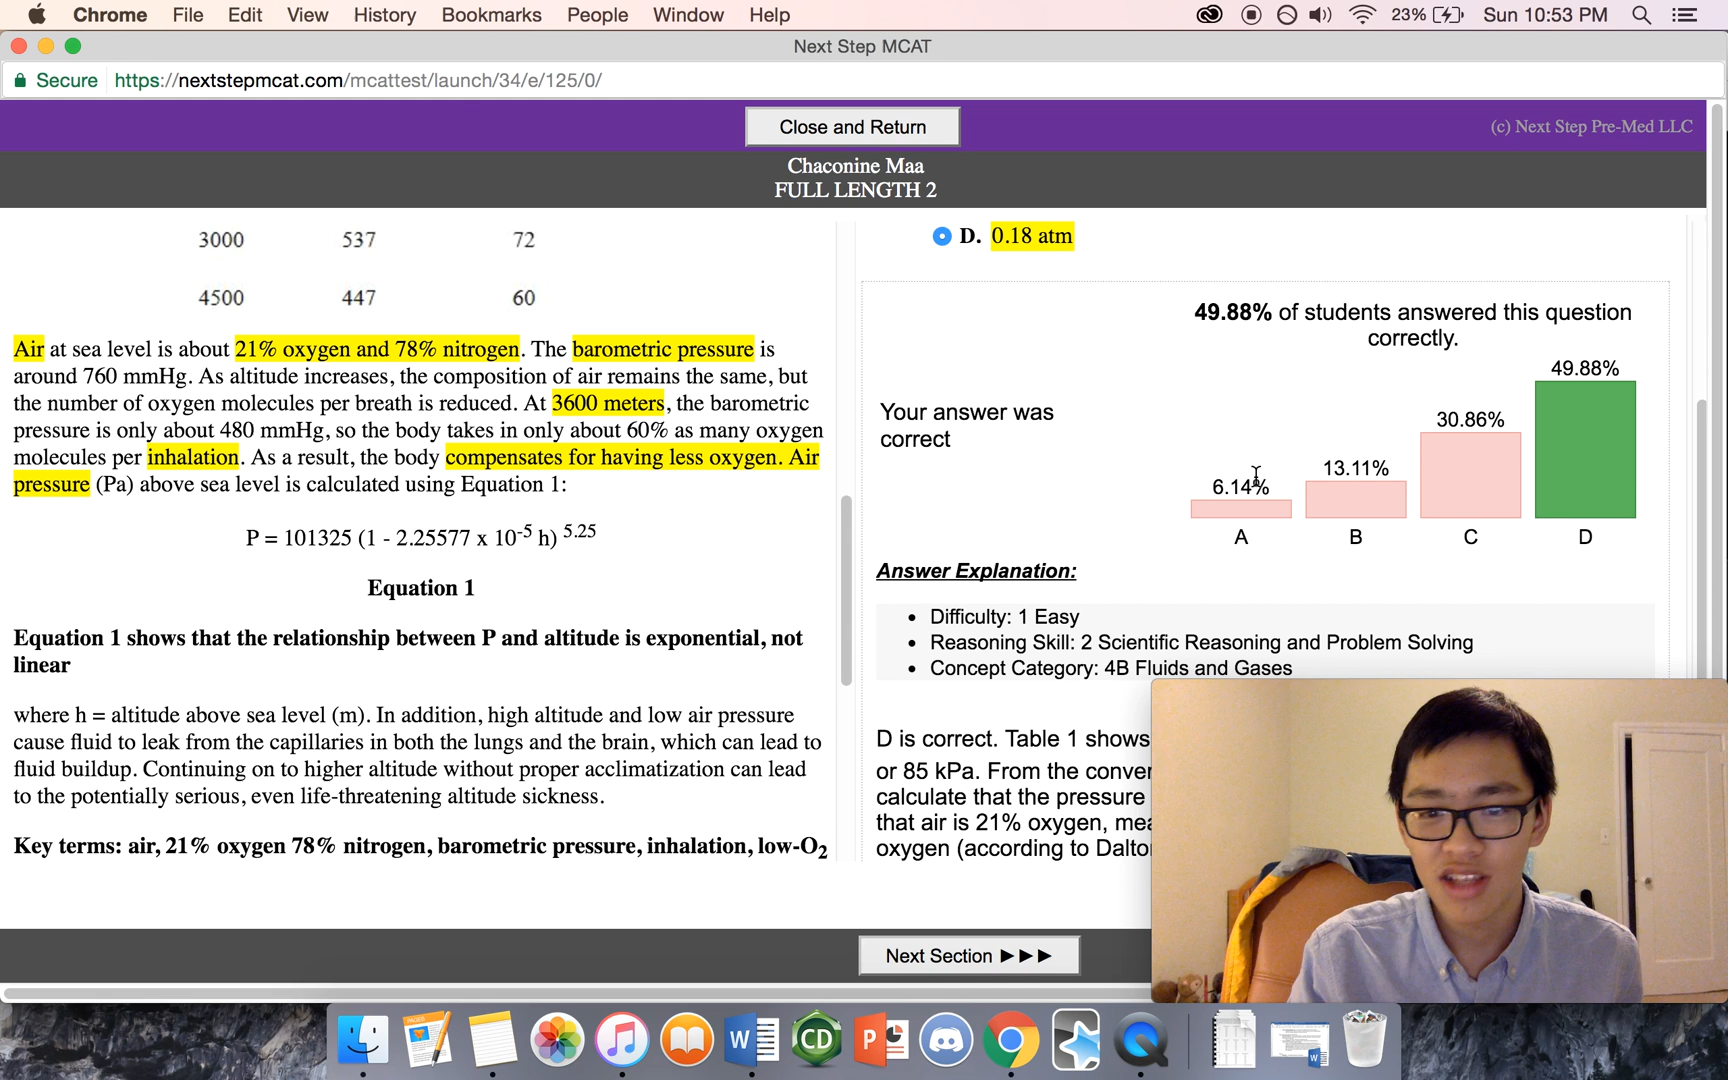 Chrome File Edit View History Bookmarks People Window Help 23% Sun 10:53 PM
Next Step MCAT
Secure https://nextstepmcat.com/mcattest/launch/34/e/125/0/
Close and Return
(c) Next Step Pre-Med LLC
Chaconine Maa
FULL LENGTH 2
3000 537 72
4500 447 60
Air at sea level is about 21% oxygen and 78% nitrogen. The barometric pressure is
around 760 mmHg. As altitude increases, the composition of air remains the same, but
the number of oxygen molecules per breath is reduced. At 3600 meters, the barometric
pressure is only about 480 mmHg, so the body takes in only about 60% as many oxygen
molecules per inhalation. As a result, the body compensates for having less oxygen. Air
pressure (Pa) above sea level is calculated using Equation 1:
P = 101325 (1 - 2.25577 x 10-5 h) 5.25
Equation 1
Equation 1 shows that the relationship between P and altitude is exponential, not
linear
where h = altitude above sea level (m). In addition, high altitude and low air pressure
cause fluid to leak from the capillaries in both the lungs and the brain, which can lead to
fluid buildup. Continuing on to higher altitude without proper acclimatization can lead
to the potentially serious, even life-threatening altitude sickness.
Key terms: air, 21% oxygen 78% nitrogen, barometric pressure, inhalation, low-O2
D. 0.18 atm
49.88% of students answered this question
correctly.
Your answer was
correct
49.88%
30.86%
13.11%
6.14%
A B C D
Answer Explanation:
• Difficulty: 1 Easy
• Reasoning Skill: 2 Scientific Reasoning and Problem Solving
• Concept Category: 4B Fluids and Gases
D is correct. Table 1 shows
or 85 kPa. From the conver
calculate that the pressure
that air is 21% oxygen, mea
oxygen (according to Dalto
Next Section ►►►
PAGES
W
CD
P
W